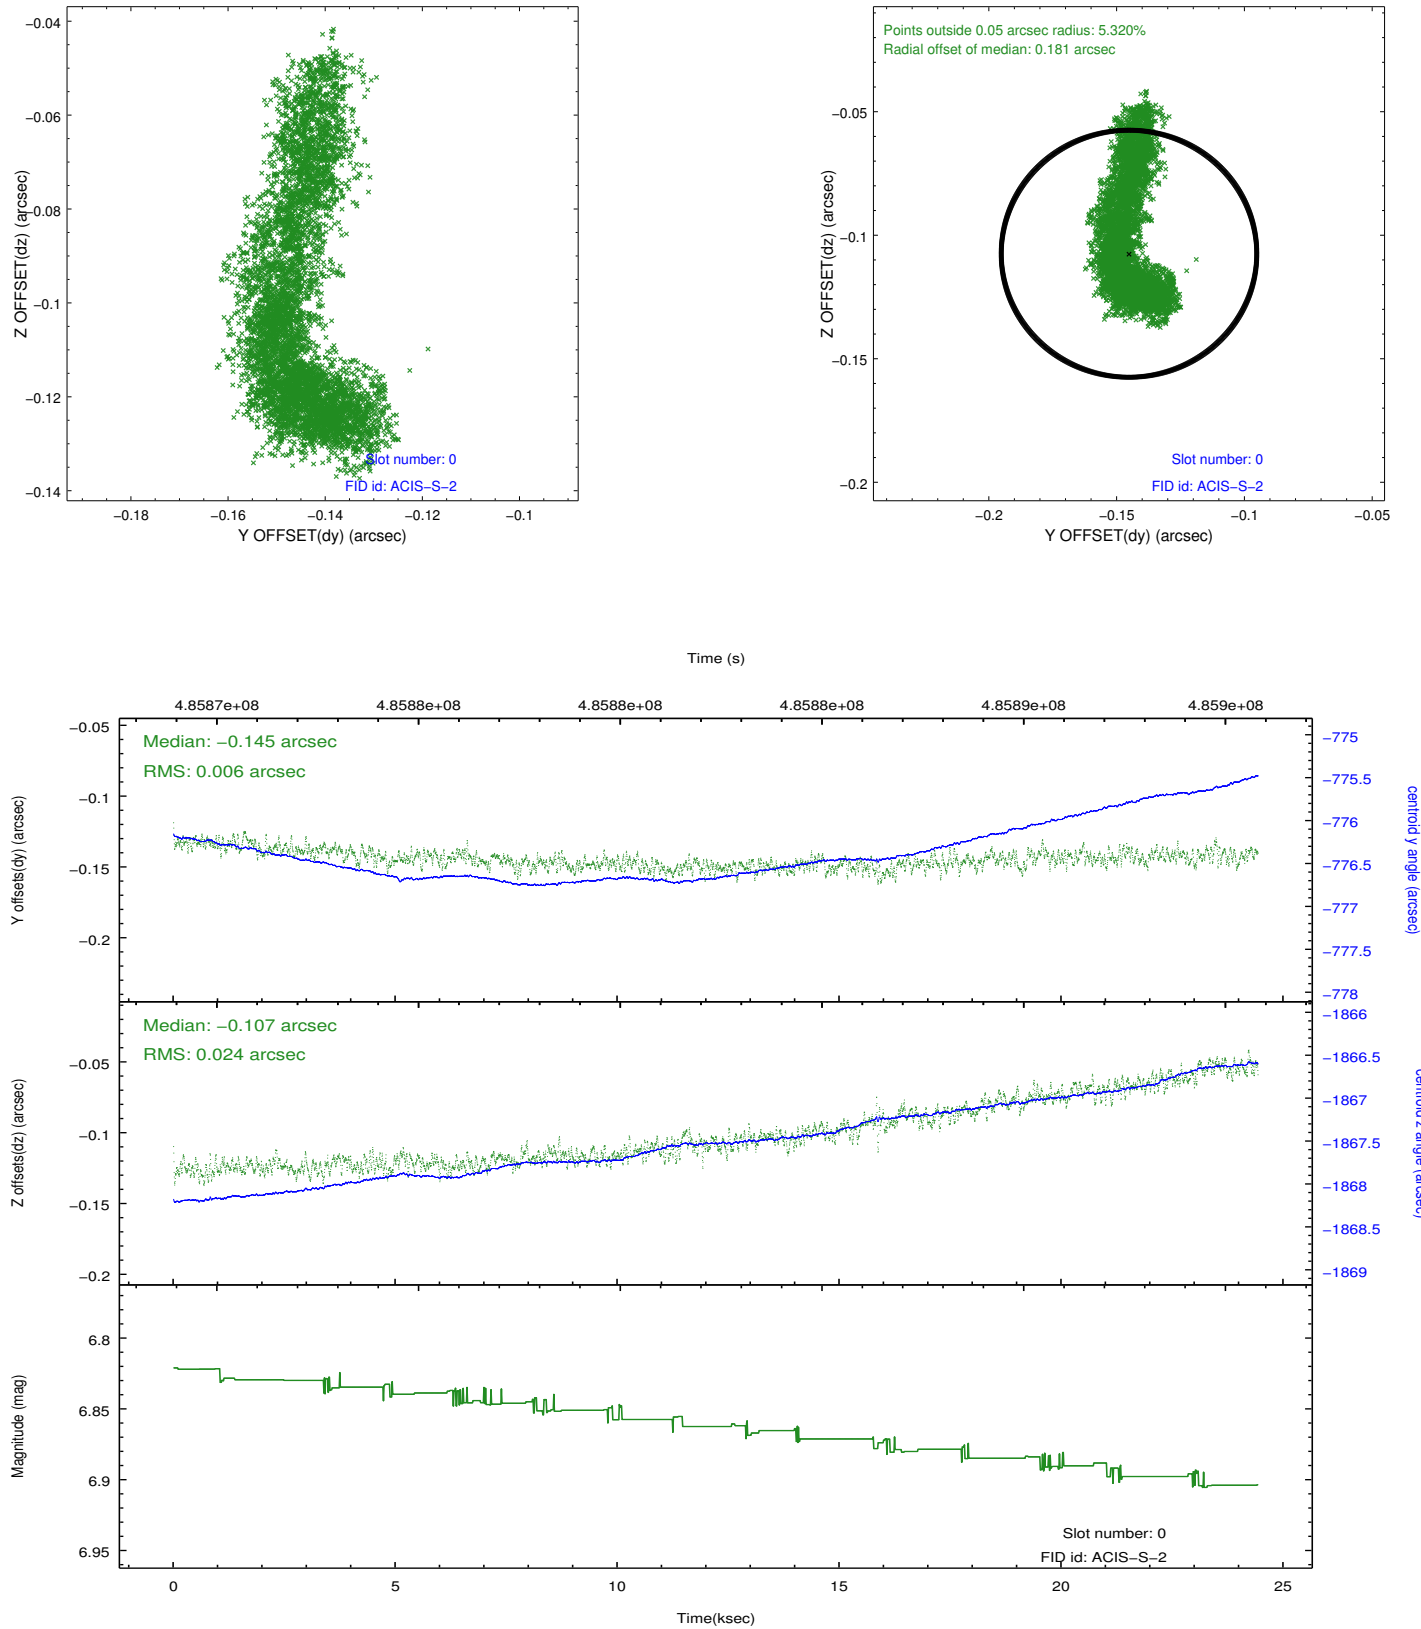 −0.04
−0.06
−0.08
−0.1
−0.12
−0.14
Z OFFSET(dz) (arcsec)
Slot number: 0
FID id: ACIS−S−2
−0.18
−0.16
−0.14
−0.12
−0.1
Y OFFSET(dy) (arcsec)
Points outside 0.05 arcsec radius: 5.320%
Radial offset of median: 0.181 arcsec
−0.05
−0.1
−0.15
−0.2
Z OFFSET(dz) (arcsec)
Slot number: 0
FID id: ACIS−S−2
−0.2
−0.15
−0.1
−0.05
Y OFFSET(dy) (arcsec)
Time (s)
4.8587e+08
4.8588e+08
4.8588e+08
4.8588e+08
4.8589e+08
4.859e+08
Median: −0.145 arcsec
RMS: 0.006 arcsec
−0.05
−0.1
−0.15
−0.2
Y offsets(dy) (arcsec)
−775
−775.5
−776
−776.5
−777
−777.5
−778
centroid y angle (arcsec)
Median: −0.107 arcsec
RMS: 0.024 arcsec
−0.05
−0.1
−0.15
−0.2
Z offsets(dz) (arcsec)
−1866
−1866.5
−1867
−1867.5
−1868
−1868.5
−1869
centroid z angle (arcsec)
6.8
6.85
6.9
6.95
Magnitude (mag)
Slot number: 0
FID id: ACIS−S−2
0
5
10
15
20
25
Time(ksec)